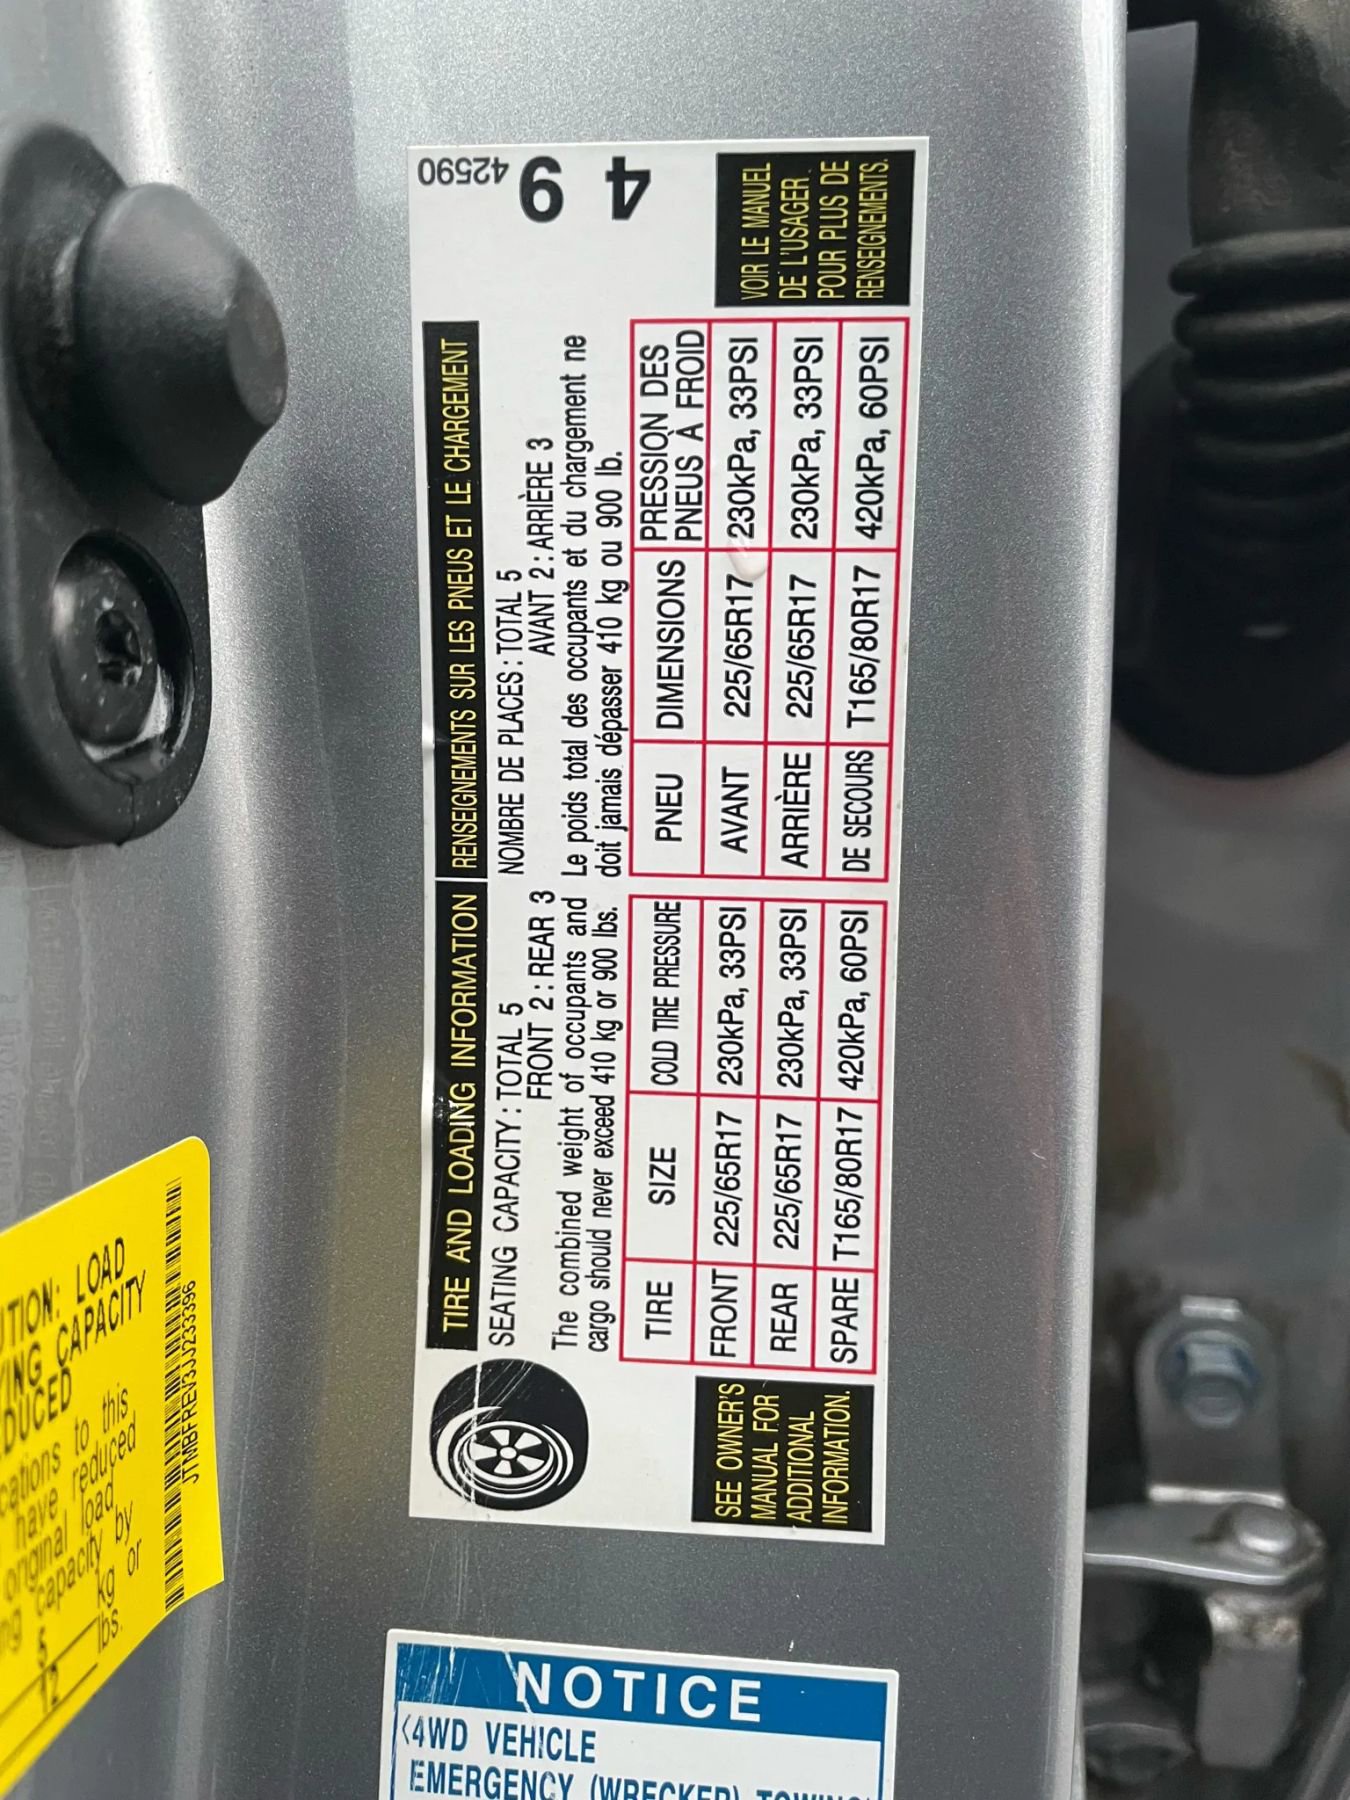 TIRE AND LOADING INFORMATION
SEATING CAPACITY : TOTAL 5
FRONT 2 : REAR 3
The combined weight of occupants and
cargo should never exceed 410 kg or 900 lbs.
TIRE SIZE COLD TIRE PRESSURE
FRONT 225/65R17 230kPa, 33PSI
REAR 225/65R17 230kPa, 33PSI
SPARE T165/80R17 420kPa, 60PSI
SEE OWNER'S
MANUAL FOR
ADDITIONAL
INFORMATION.
RENSEIGNEMENTS SUR LES PNEUS ET LE CHARGEMENT
NOMBRE DE PLACES : TOTAL 5
AVANT 2 : ARRIÈRE 3
Le poids total des occupants et du chargement ne
doit jamais dépasser 410 kg ou 900 lb.
PNEU DIMENSIONS PRESSION DES
PNEUS À FROID
AVANT 225/65R17 230kPa, 33PSI
ARRIÈRE 225/65R17 230kPa, 33PSI
DE SECOURS T165/80R17 420kPa, 60PSI
VOIR LE MANUEL
DE L'USAGER
POUR PLUS DE
RENSEIGNEMENTS.
42590
9
4
LOAD
CAPACITY
to this
have reduced
original load
capacity by
5 kg or
12 lbs.
JTMBFREV3JJ233396
NOTICE
<4WD VEHICLE
EMERGENCY (WRECKER)